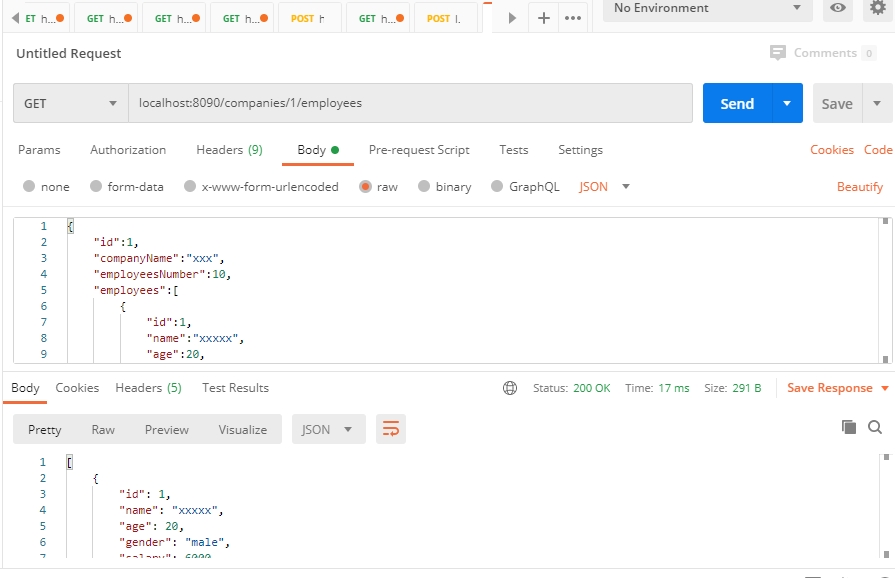 ET h... GET h... GET h... GET h... POST h GET h... POST l. No Environment
Untitled Request Comments 0
GET localhost:8090/companies/1/employees Send Save
Params Authorization Headers (9) Body Pre-request Script Tests Settings Cookies Code
none form-data x-www-form-urlencoded raw binary GraphQL JSON Beautify
1 {
2 "id":1,
3 "companyName":"xxx",
4 "employeesNumber":10,
5 "employees":[
6 {
7 "id":1,
8 "name":"xxxxx",
9 "age":20,
Body Cookies Headers (5) Test Results Status: 200 OK Time: 17 ms Size: 291 B Save Response
Pretty Raw Preview Visualize JSON
1 [
2 {
3 "id": 1,
4 "name": "xxxxx",
5 "age": 20,
6 "gender": "male",
7 "salary": 6000